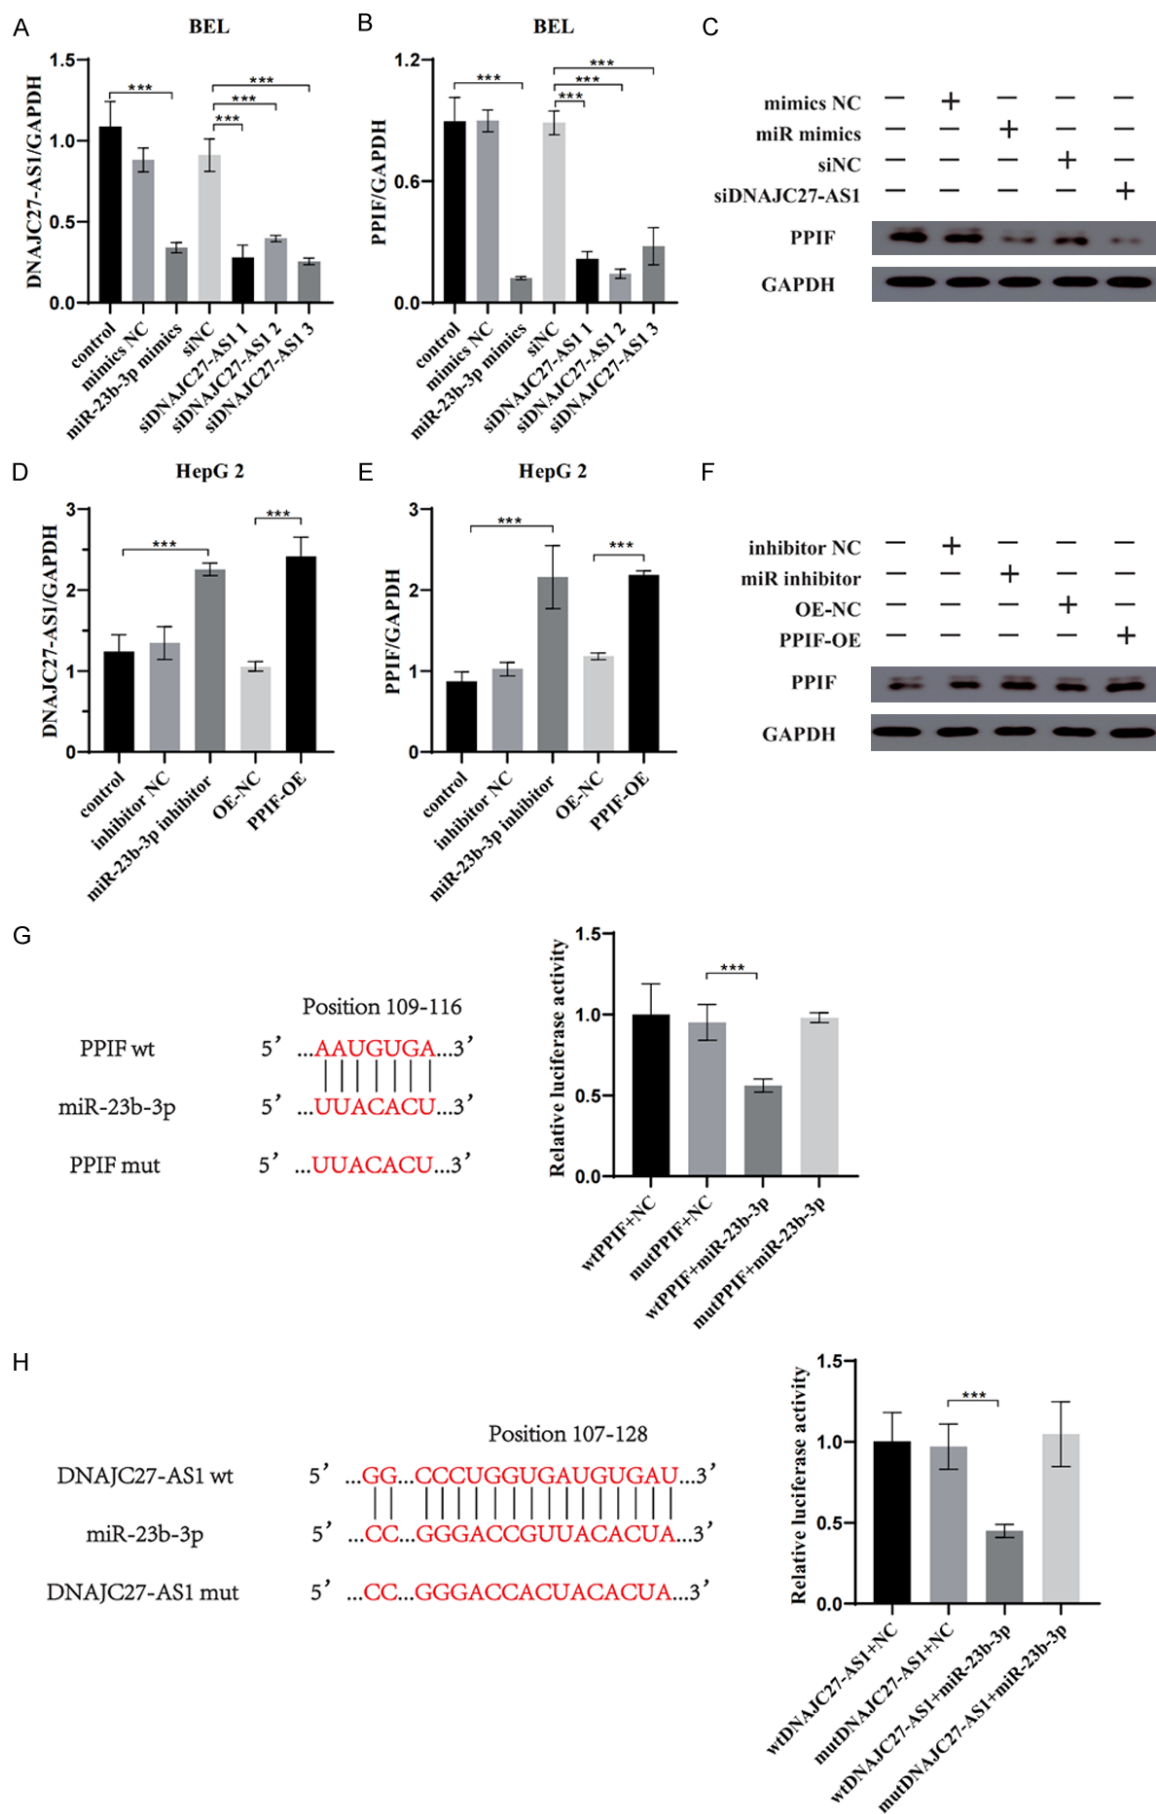 A
BEL
DNAJC27-AS1/GAPDH
1.5
1.0
0.5
0.0
***
***
***
***
control
mimics NC
miR-23b-3p mimics
siNC
siDNAJC27-AS1 1
siDNAJC27-AS1 2
siDNAJC27-AS1 3
B
BEL
PPIF/GAPDH
1.2
0.6
0.0
***
***
***
***
control
mimics NC
miR-23b-3p mimics
siNC
siDNAJC27-AS1 1
siDNAJC27-AS1 2
siDNAJC27-AS1 3
C
mimics NC – + – – –
miR mimics – – + – –
siNC – – – + –
siDNAJC27-AS1 – – – – +
PPIF
GAPDH
D
HepG 2
DNAJC27-AS1/GAPDH
3
2
1
0
***
***
control
inhibitor NC
miR-23b-3p inhibitor
OE-NC
PPIF-OE
E
HepG 2
PPIF/GAPDH
3
2
1
0
***
***
control
inhibitor NC
miR-23b-3p inhibitor
OE-NC
PPIF-OE
F
inhibitor NC – + – – –
miR inhibitor – – + – –
OE-NC – – – + –
PPIF-OE – – – – +
PPIF
GAPDH
G
Position 109-116
PPIF wt 5’ ...AAUGUGA...3’
miR-23b-3p 5’ ...UUACACU...3’
PPIF mut 5’ ...UUACACU...3’
Relative luciferase activity
1.5
1.0
0.5
0.0
***
wtPPIF+NC
mutPPIF+NC
wtPPIF+miR-23b-3p
mutPPIF+miR-23b-3p
H
Position 107-128
DNAJC27-AS1 wt 5’ ...GG...CCCUGGUGAUGUGAU...3’
miR-23b-3p 5’ ...CC...GGGACCGUUACACUA...3’
DNAJC27-AS1 mut 5’ ...CC...GGGACCACUACACUA...3’
Relative luciferase activity
1.5
1.0
0.5
0.0
***
wtDNAJC27-AS1+NC
mutDNAJC27-AS1+NC
wtDNAJC27-AS1+miR-23b-3p
mutDNAJC27-AS1+miR-23b-3p